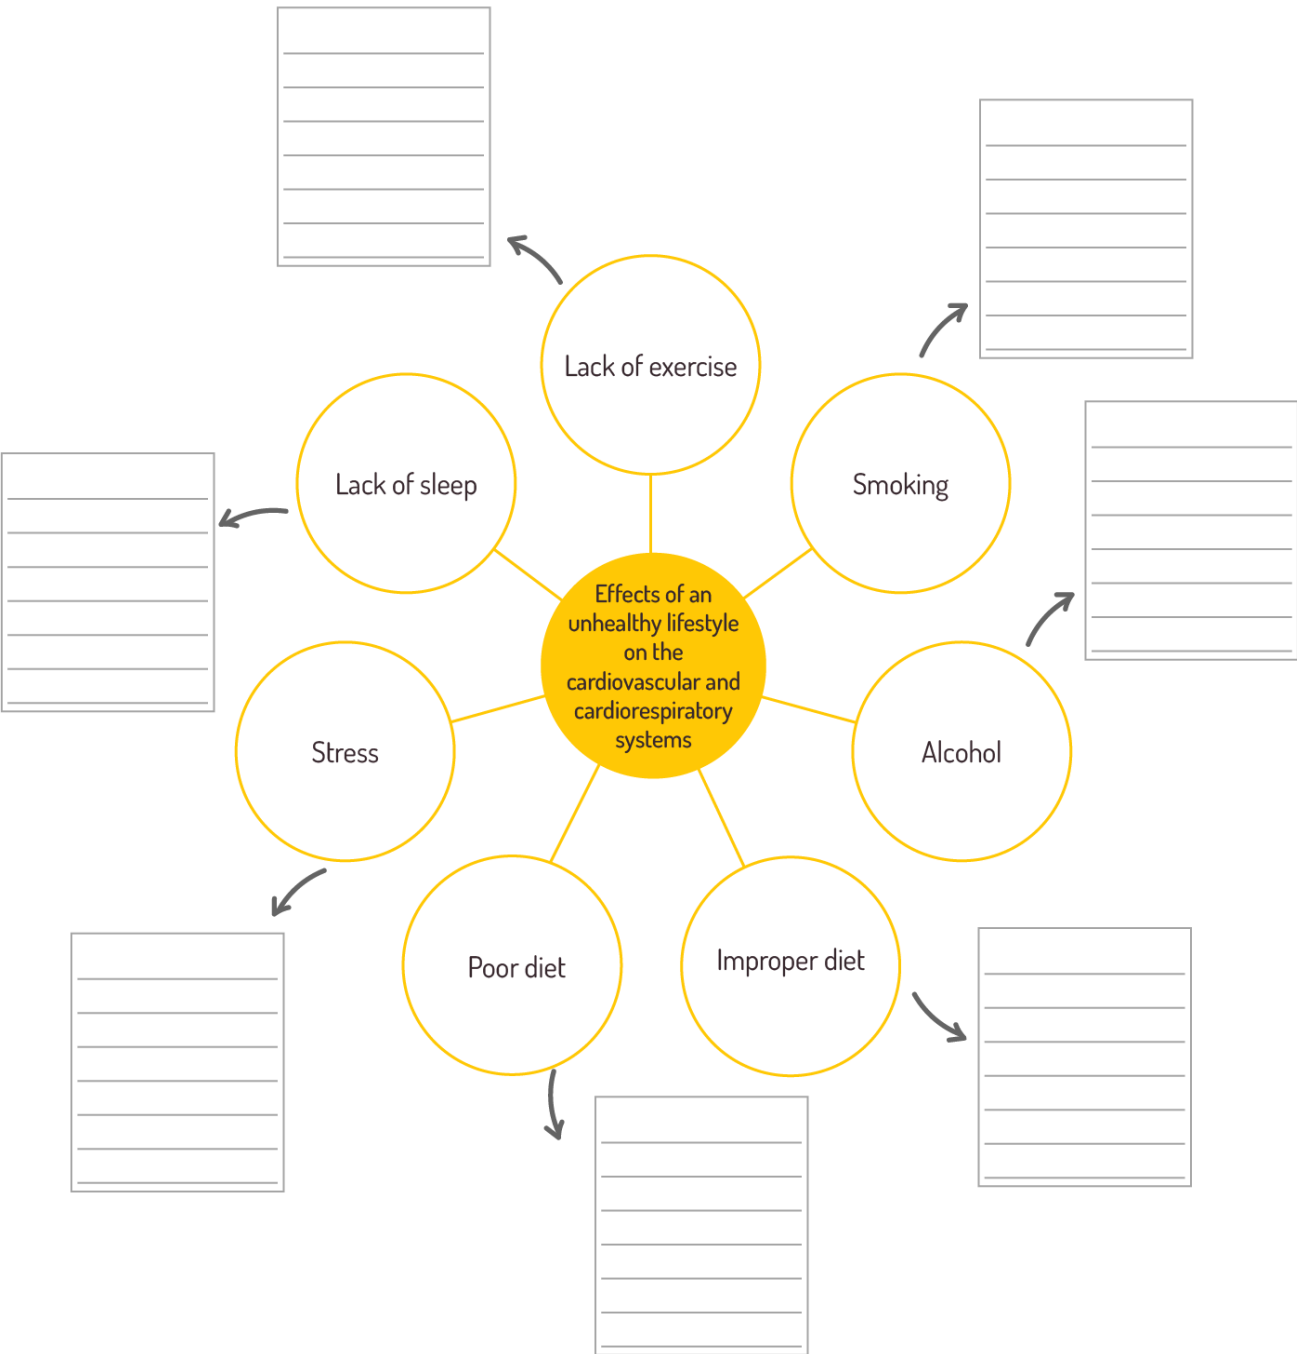 Lack of exercise
Lack of sleep
Smoking
Effects of an
unhealthy lifestyle
on the
cardiovascular and
cardiorespiratory
systems
Stress
Alcohol
Poor diet
Improper diet